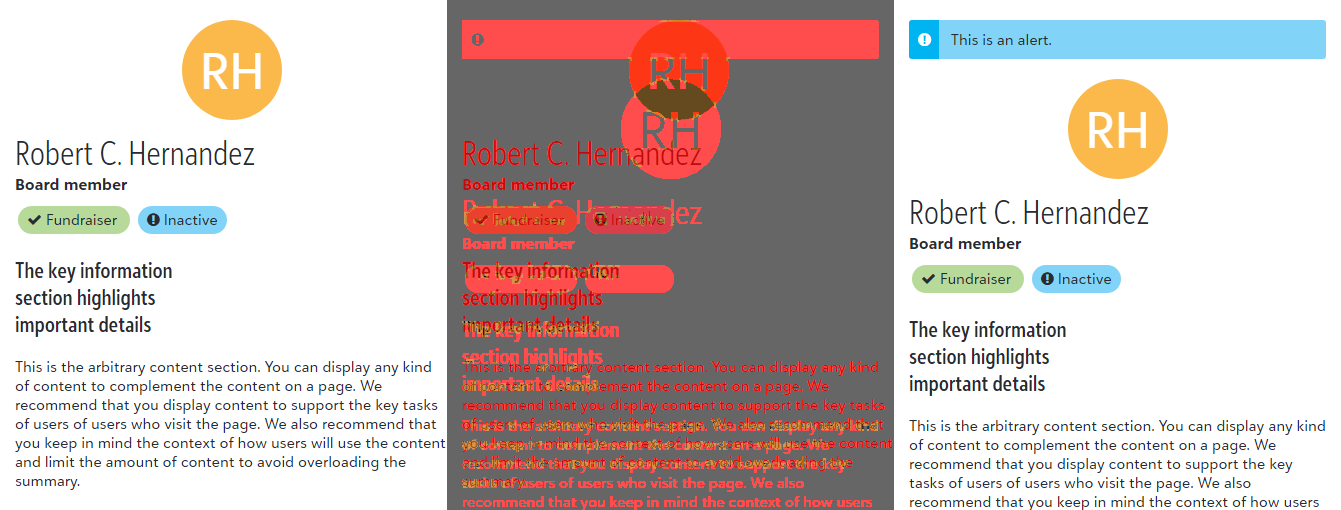 RH
Robert C. Hernandez
Board member
Fundraiser
Inactive
The key information
section highlights
important details
This is the arbitrary content section. You can display any kind
of content to complement the content on a page. We
recommend that you display content to support the key tasks
of users of users who visit the page. We also recommend that
you keep in mind the context of how users will use the content
and limit the amount of content to avoid overloading the
summary.
RH
RH
Robert C. Hernandez
Board member
Robert C. Hernandez
Fundraiser
Inactive
Board member
The key information
section highlights
important details
The key information
section highlights
important details
This is the arbitrary content section. You can display any kind
of content to complement the content on a page. We
recommend that you display content to support the key tasks
tasks of users of users who visit the page. We also
recommend that you keep in mind the context of how users
This is an alert.
RH
Robert C. Hernandez
Board member
Fundraiser
Inactive
The key information
section highlights
important details
This is the arbitrary content section. You can display any kind
of content to complement the content on a page. We
recommend that you display content to support the key
tasks of users of users who visit the page. We also
recommend that you keep in mind the context of how users